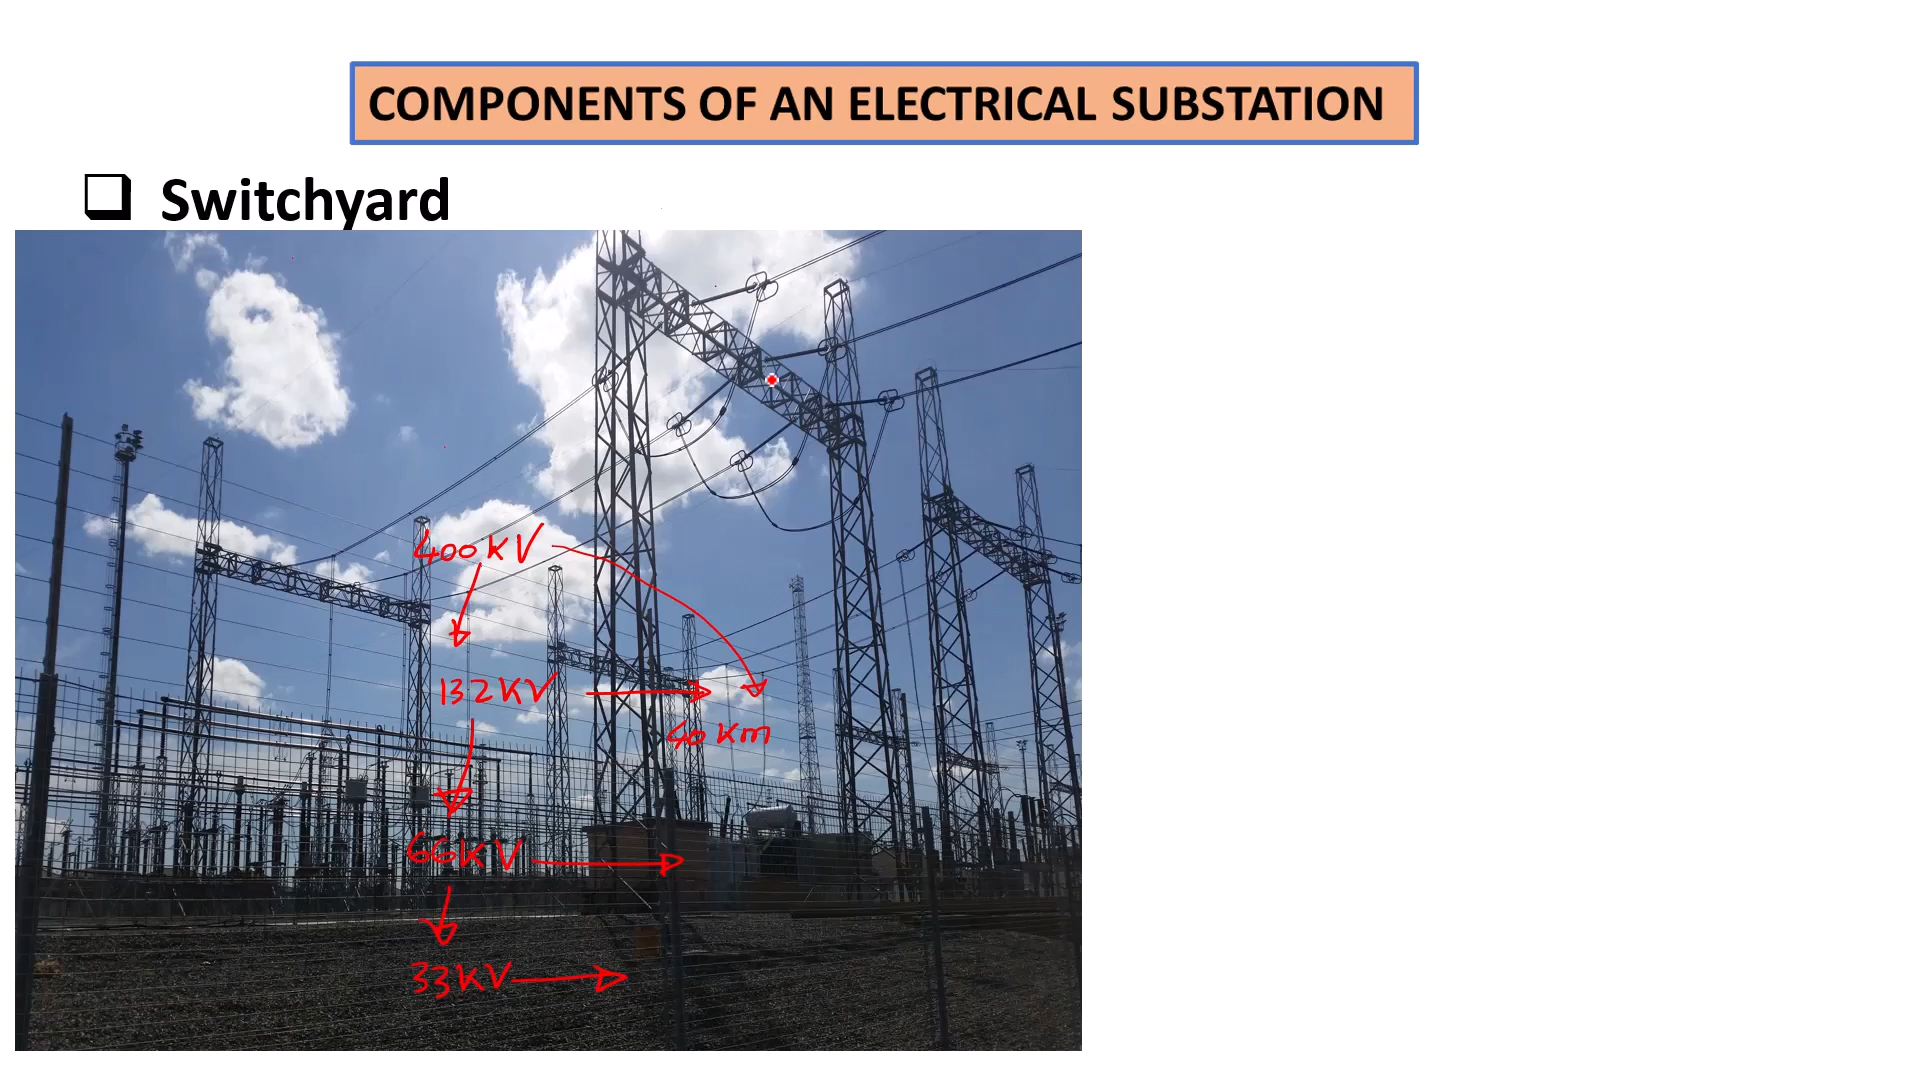 COMPONENTS OF AN ELECTRICAL SUBSTATION
Switchyard
400kV
132KV
40 Km
66KV
33KV